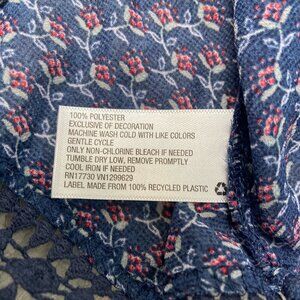 100% POLYESTER
EXCLUSIVE OF DECORATION
MACHINE WASH COLD WITH LIKE COLORS
GENTLE CYCLE
ONLY NON-CHLORINE BLEACH IF NEEDED
TUMBLE DRY LOW, REMOVE PROMPTLY
COOL IRON IF NEEDED
RN17730 VN1299629
LABEL MADE FROM 100% RECYCLED PLASTIC